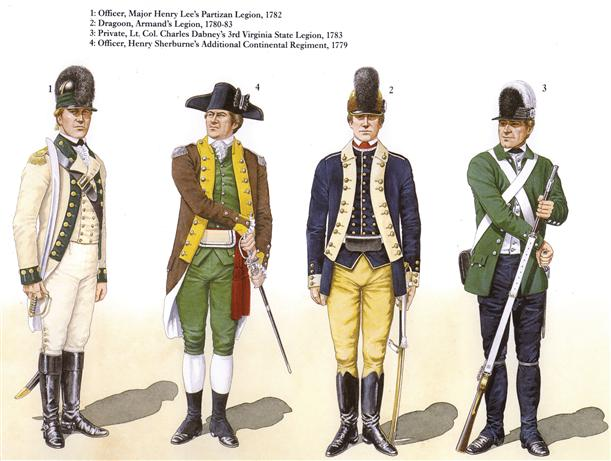 1: Officer, Major Henry Lee's Partizan Legion, 1782
2: Dragoon, Armand's Legion, 1780-83
3: Private, Lt. Col. Charles Dabney's 3rd Virginia State Legion, 1783
4: Officer, Henry Sherburne's Additional Continental Regiment, 1779
1 4 2 3